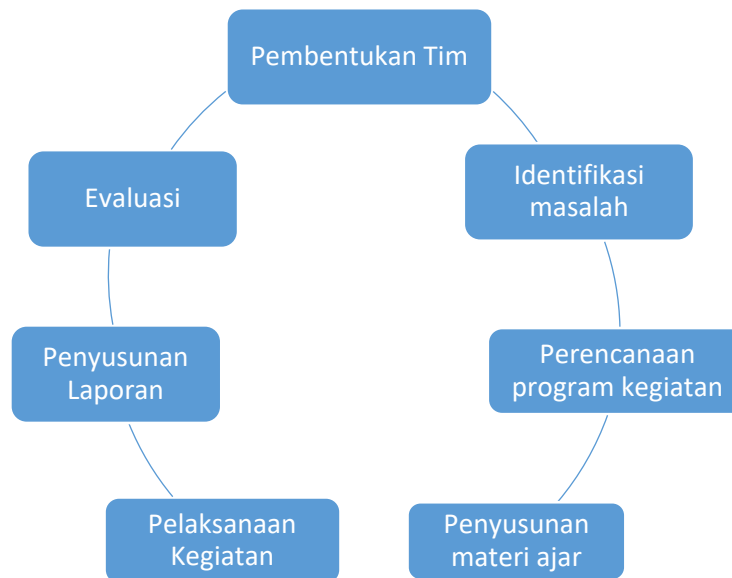 Pembentukan Tim
Identifikasi
masalah
Perencanaan
program kegiatan
Penyusunan
materi ajar
Pelaksanaan
Kegiatan
Penyusunan
Laporan
Evaluasi